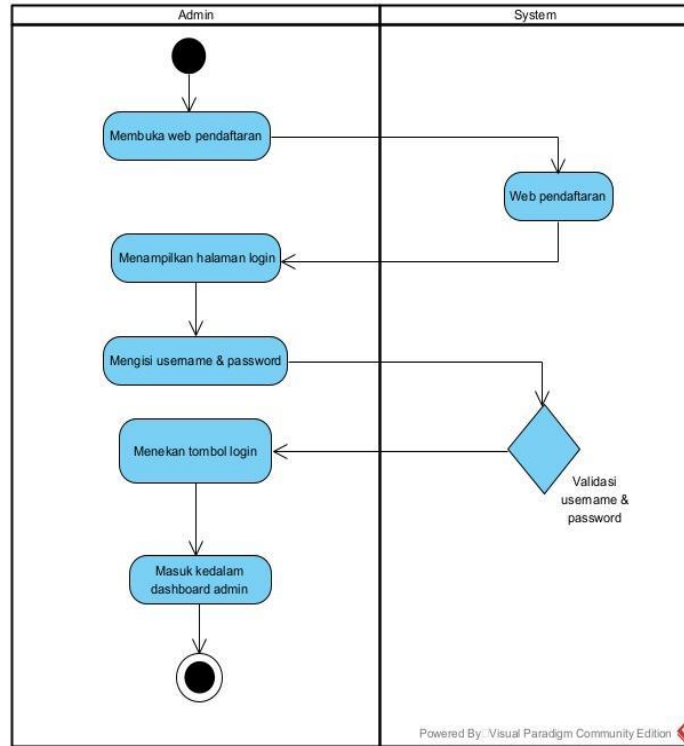 Admin
System
Membuka web pendaftaran
Web pendaftaran
Menampilkan halaman login
Mengisi username & password
Menekan tombol login
Validasi
username &
password
Masuk kedalam
dashboard admin
Powered By Visual Paradigm Community Edition